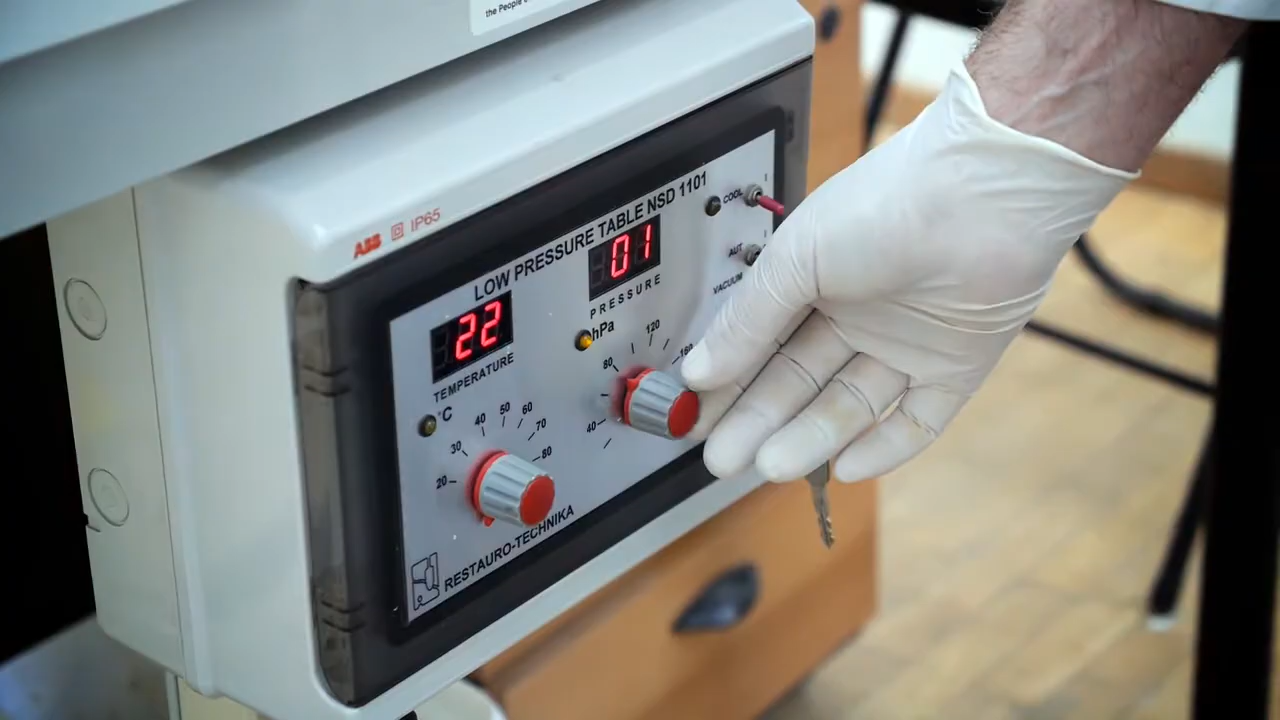 the People
ABB IP65
LOW PRESSURE TABLE NSD 1101
22
TEMPERATURE
°C
20
30
40
50
60
70
80
01
PRESSURE
hPa
40
80
120
160
COOL
I
AUT
I
VACUUM
RESTAURO-TECHNIKA